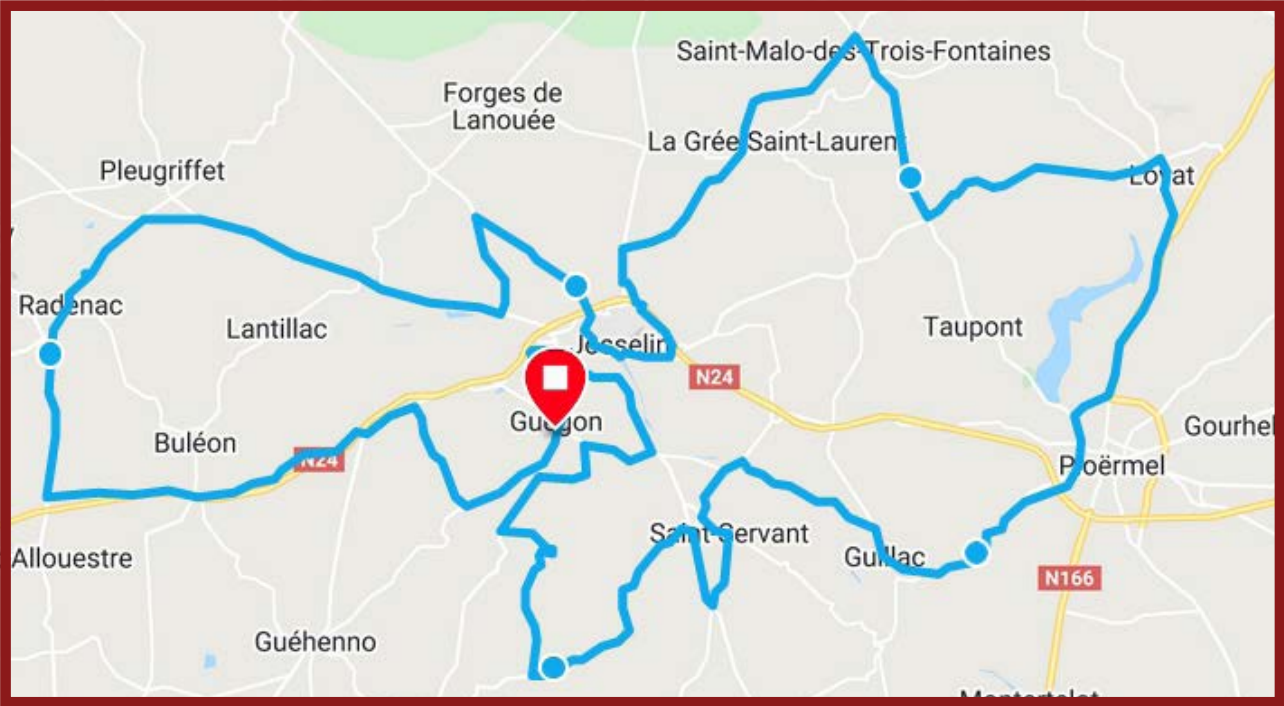 Saint-Malo-des-Trois-Fontaines
Forges de
Lanouée
La Grée Saint-Laurent
Pleugriffet
Loyat
Radenac
Lantillac
Taupont
Josselin
N24
Guégon
Gourhel
Buléon
N24
Ploërmel
Saint-Servant
Allouestre
Guillac
N166
Guéhenno
Montertelot